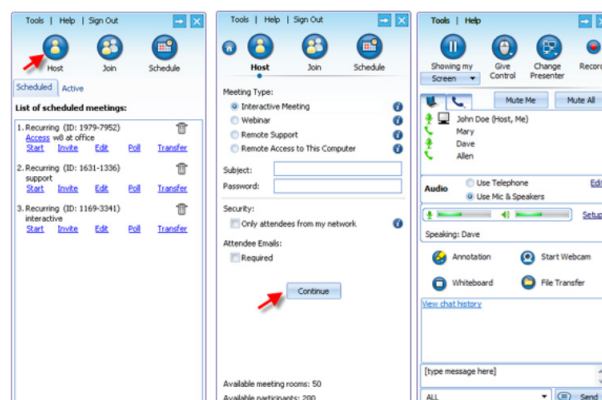 Tools | Help | Sign Out
Host
Join
Schedule
Scheduled
Active
List of scheduled meetings:
1. Recurring (ID: 1979-7952)
Access w8 at office
Start Invite Edit Poll Transfer
2. Recurring (ID: 1631-1336)
support
Start Invite Edit Poll Transfer
3. Recurring (ID: 1169-3341)
interactive
Start Invite Edit Poll Transfer
Tools | Help | Sign Out
Host
Join
Schedule
Meeting Type:
Interactive Meeting
Webinar
Remote Support
Remote Access to This Computer
Subject:
Password:
Security:
Only attendees from my network
Attendee Emails:
Required
Continue
Available meeting rooms: 50
Available participants: 200
Tools | Help
Showing my
Screen
Give
Control
Change
Presenter
Recor
Mute Me
Mute All
John Doe (Host, Me)
Mary
Dave
Allen
Audio
Use Telephone
Edi
Use Mic & Speakers
Setup
Speaking: Dave
Annotation
Start Webcam
Whiteboard
File Transfer
View chat history
[type message here]
ALL
Send